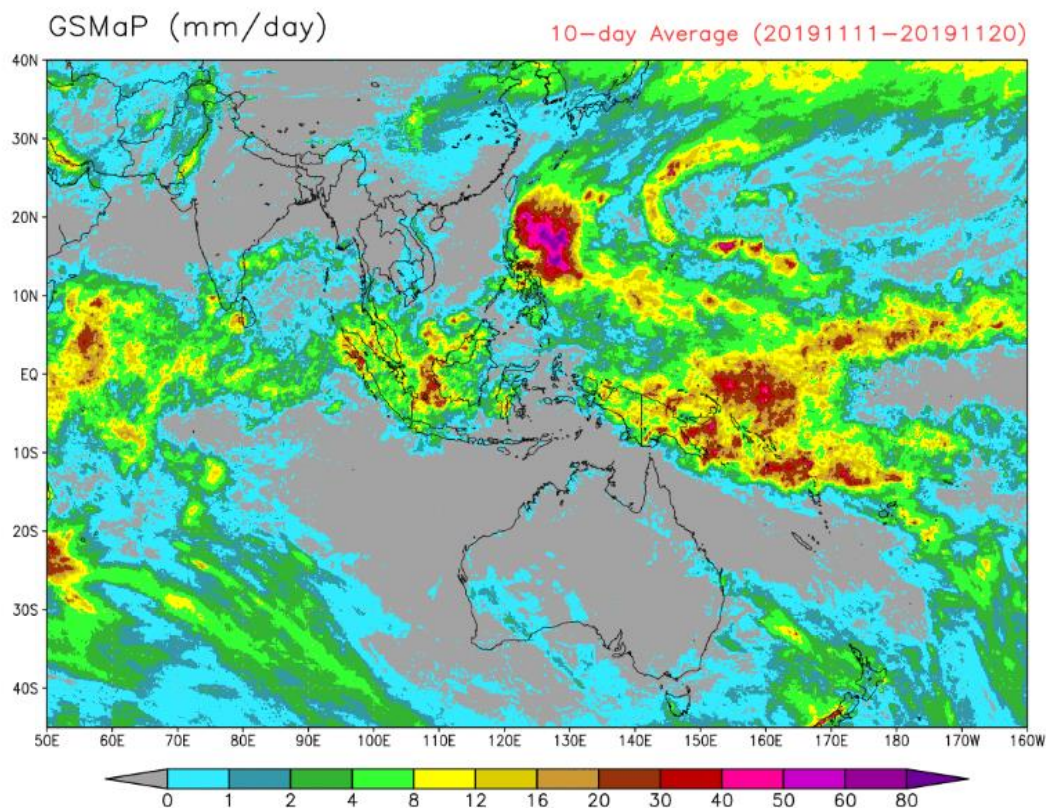 GSMaP (mm/day)
10-day Average (20191111-20191120)
40N
30N
20N
10N
EQ
10S
20S
30S
40S
50E 60E 70E 80E 90E 100E 110E 120E 130E 140E 150E 160E 170E 180 170W 160W
0 1 2 4 8 12 16 20 30 40 50 60 80